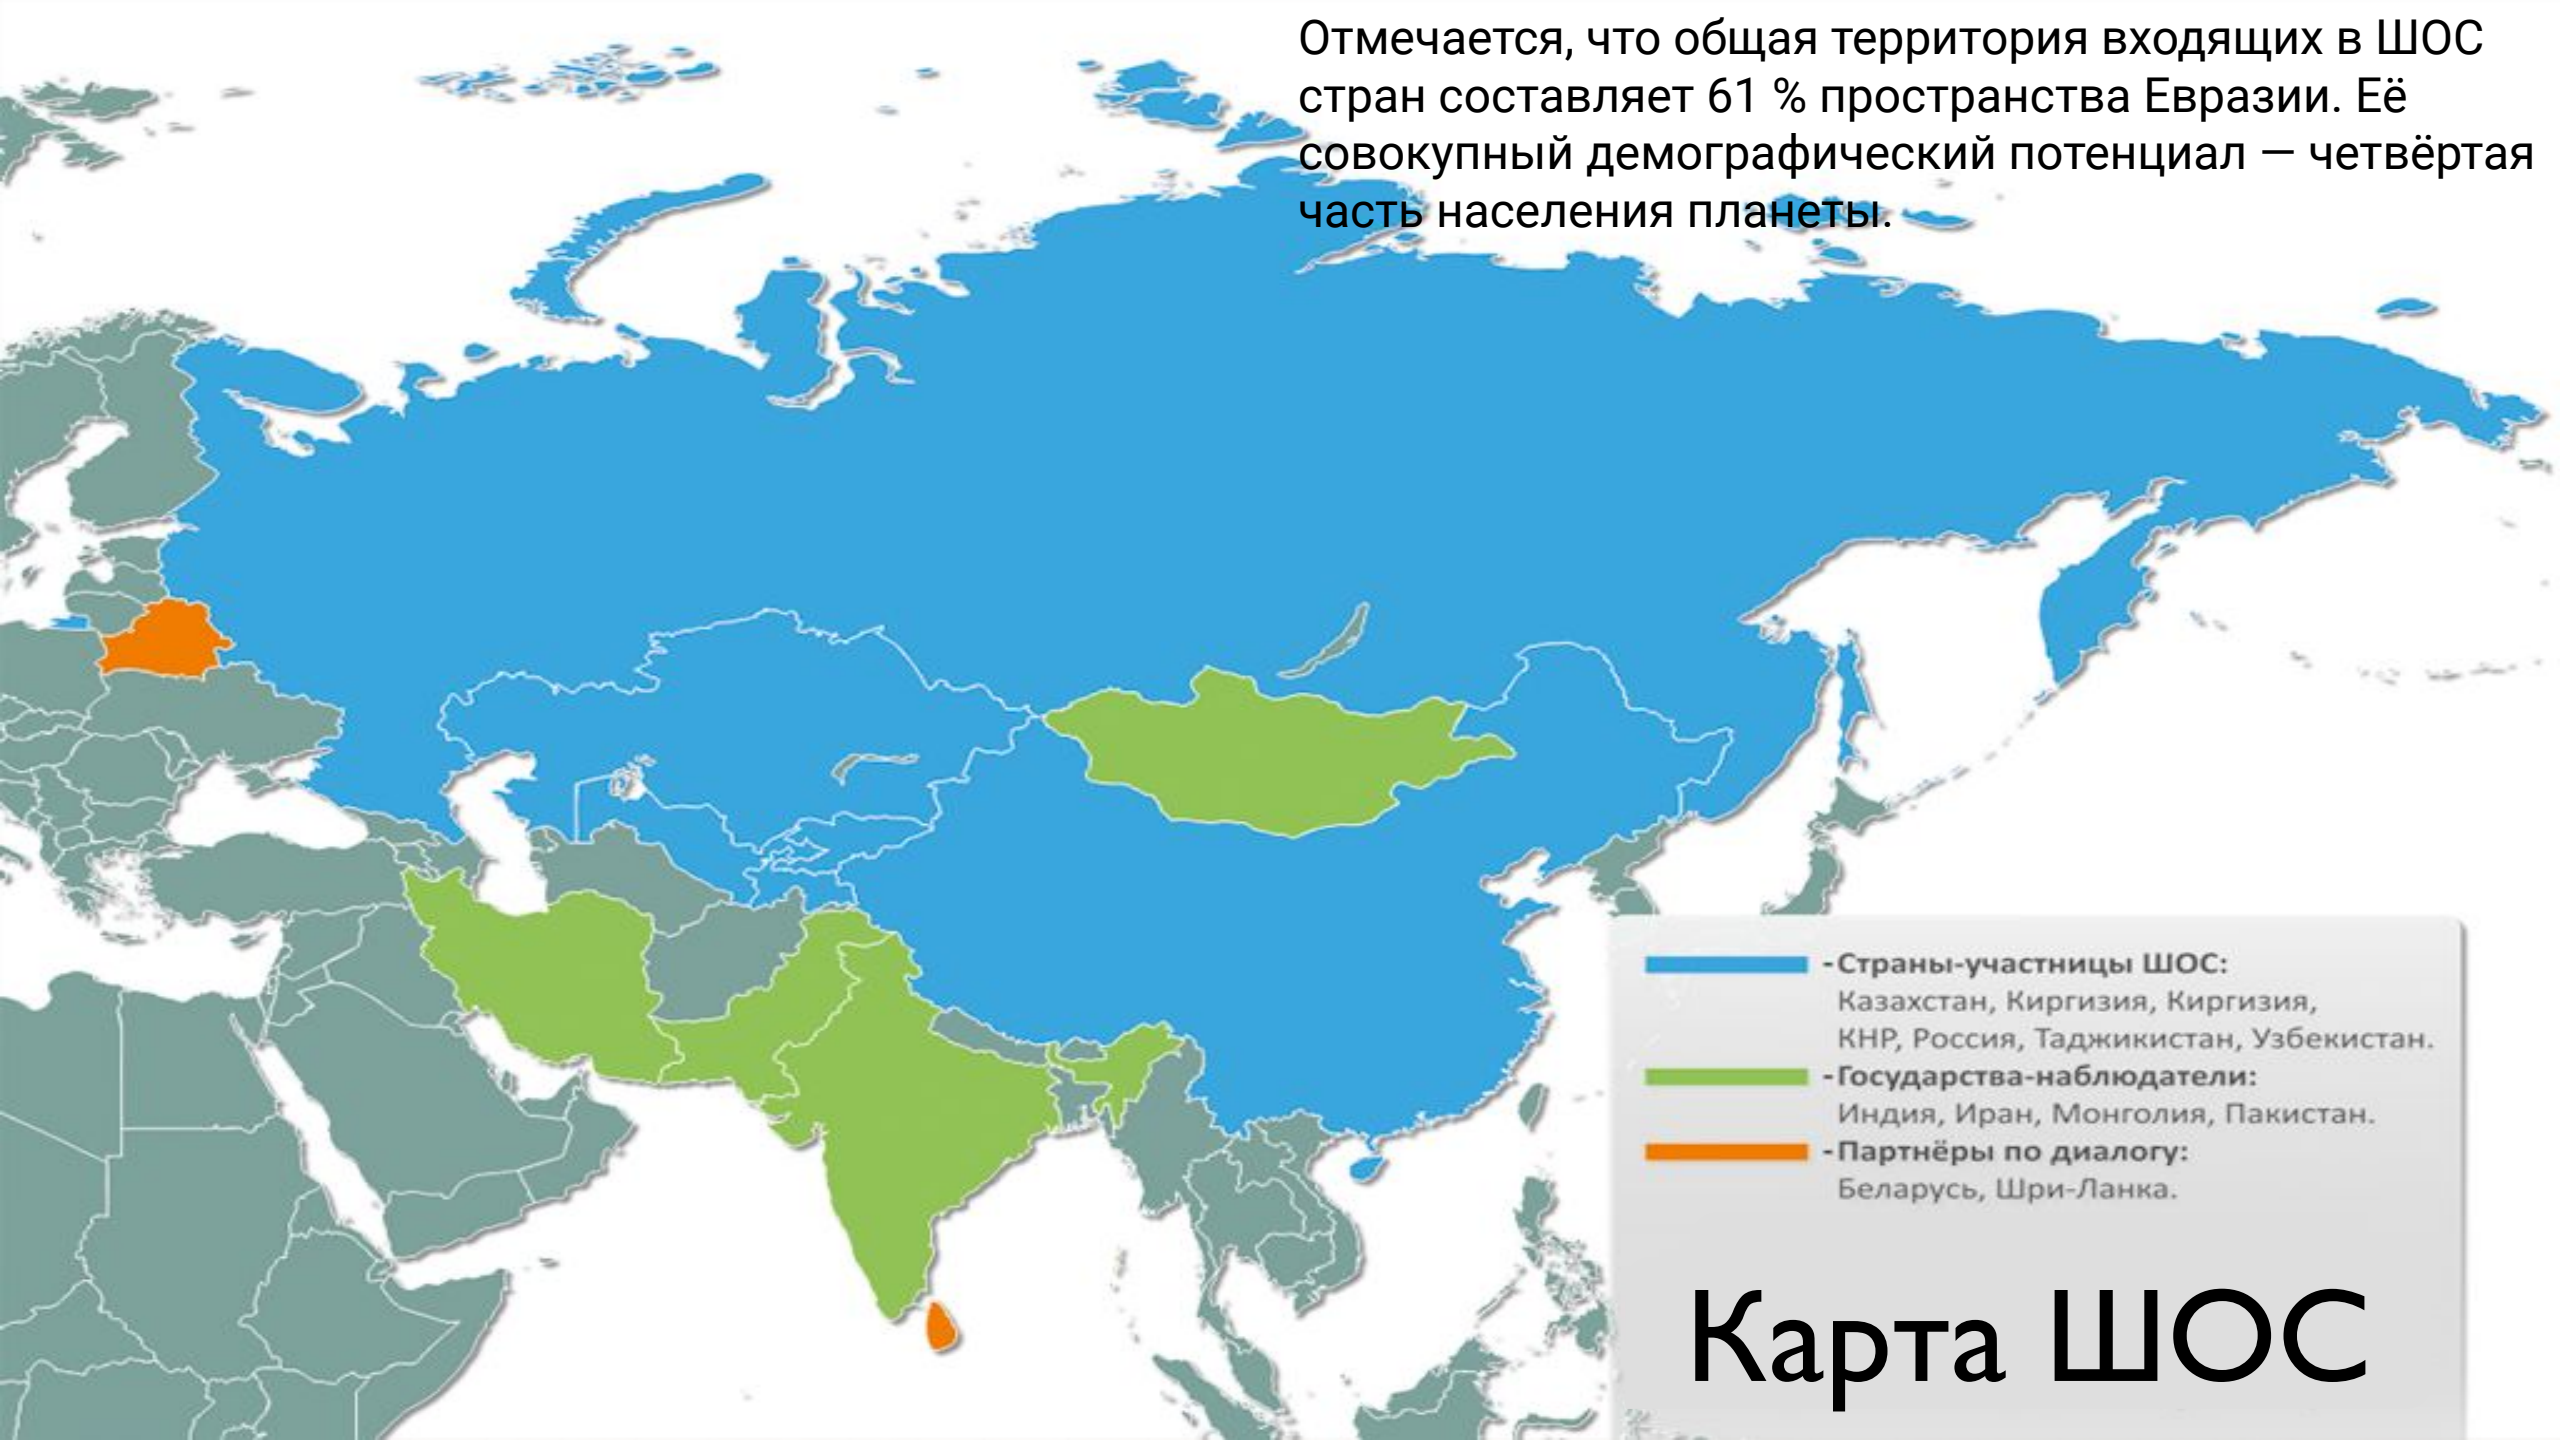 Отмечается, что общая территория входящих в ШОС
стран составляет 61 % пространства Евразии. Её
совокупный демографический потенциал — четвёртая
часть населения планеты.
-Страны-участницы ШОС:
Казахстан, Киргизия, Киргизия,
КНР, Россия, Таджикистан, Узбекистан.
-Государства-наблюдатели:
Индия, Иран, Монголия, Пакистан.
-Партнёры по диалогу:
Беларусь, Шри-Ланка.
Карта ШОС